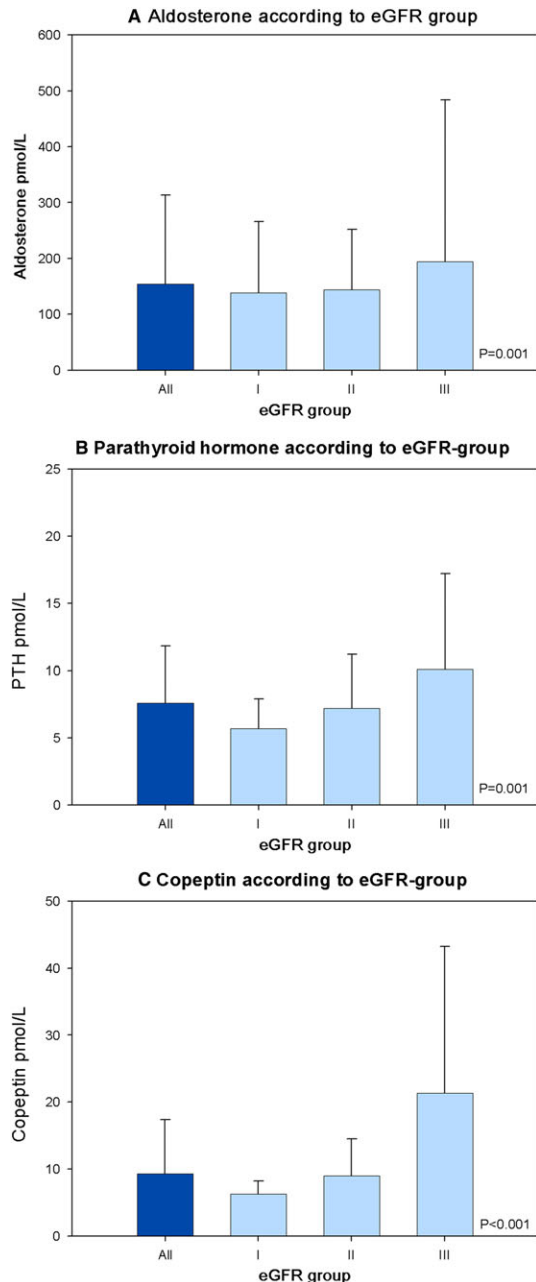 A Aldosterone according to eGFR group
600
500
400
300
200
100
0
Aldosterone pmol/L
All I II III
P=0.001
eGFR group
B Parathyroid hormone according to eGFR-group
25
20
15
10
5
0
PTH pmol/L
All I II III
P=0.001
eGFR group
C Copeptin according to eGFR-group
50
40
30
20
10
0
Copeptin pmol/L
All I II III
P<0.001
eGFR group